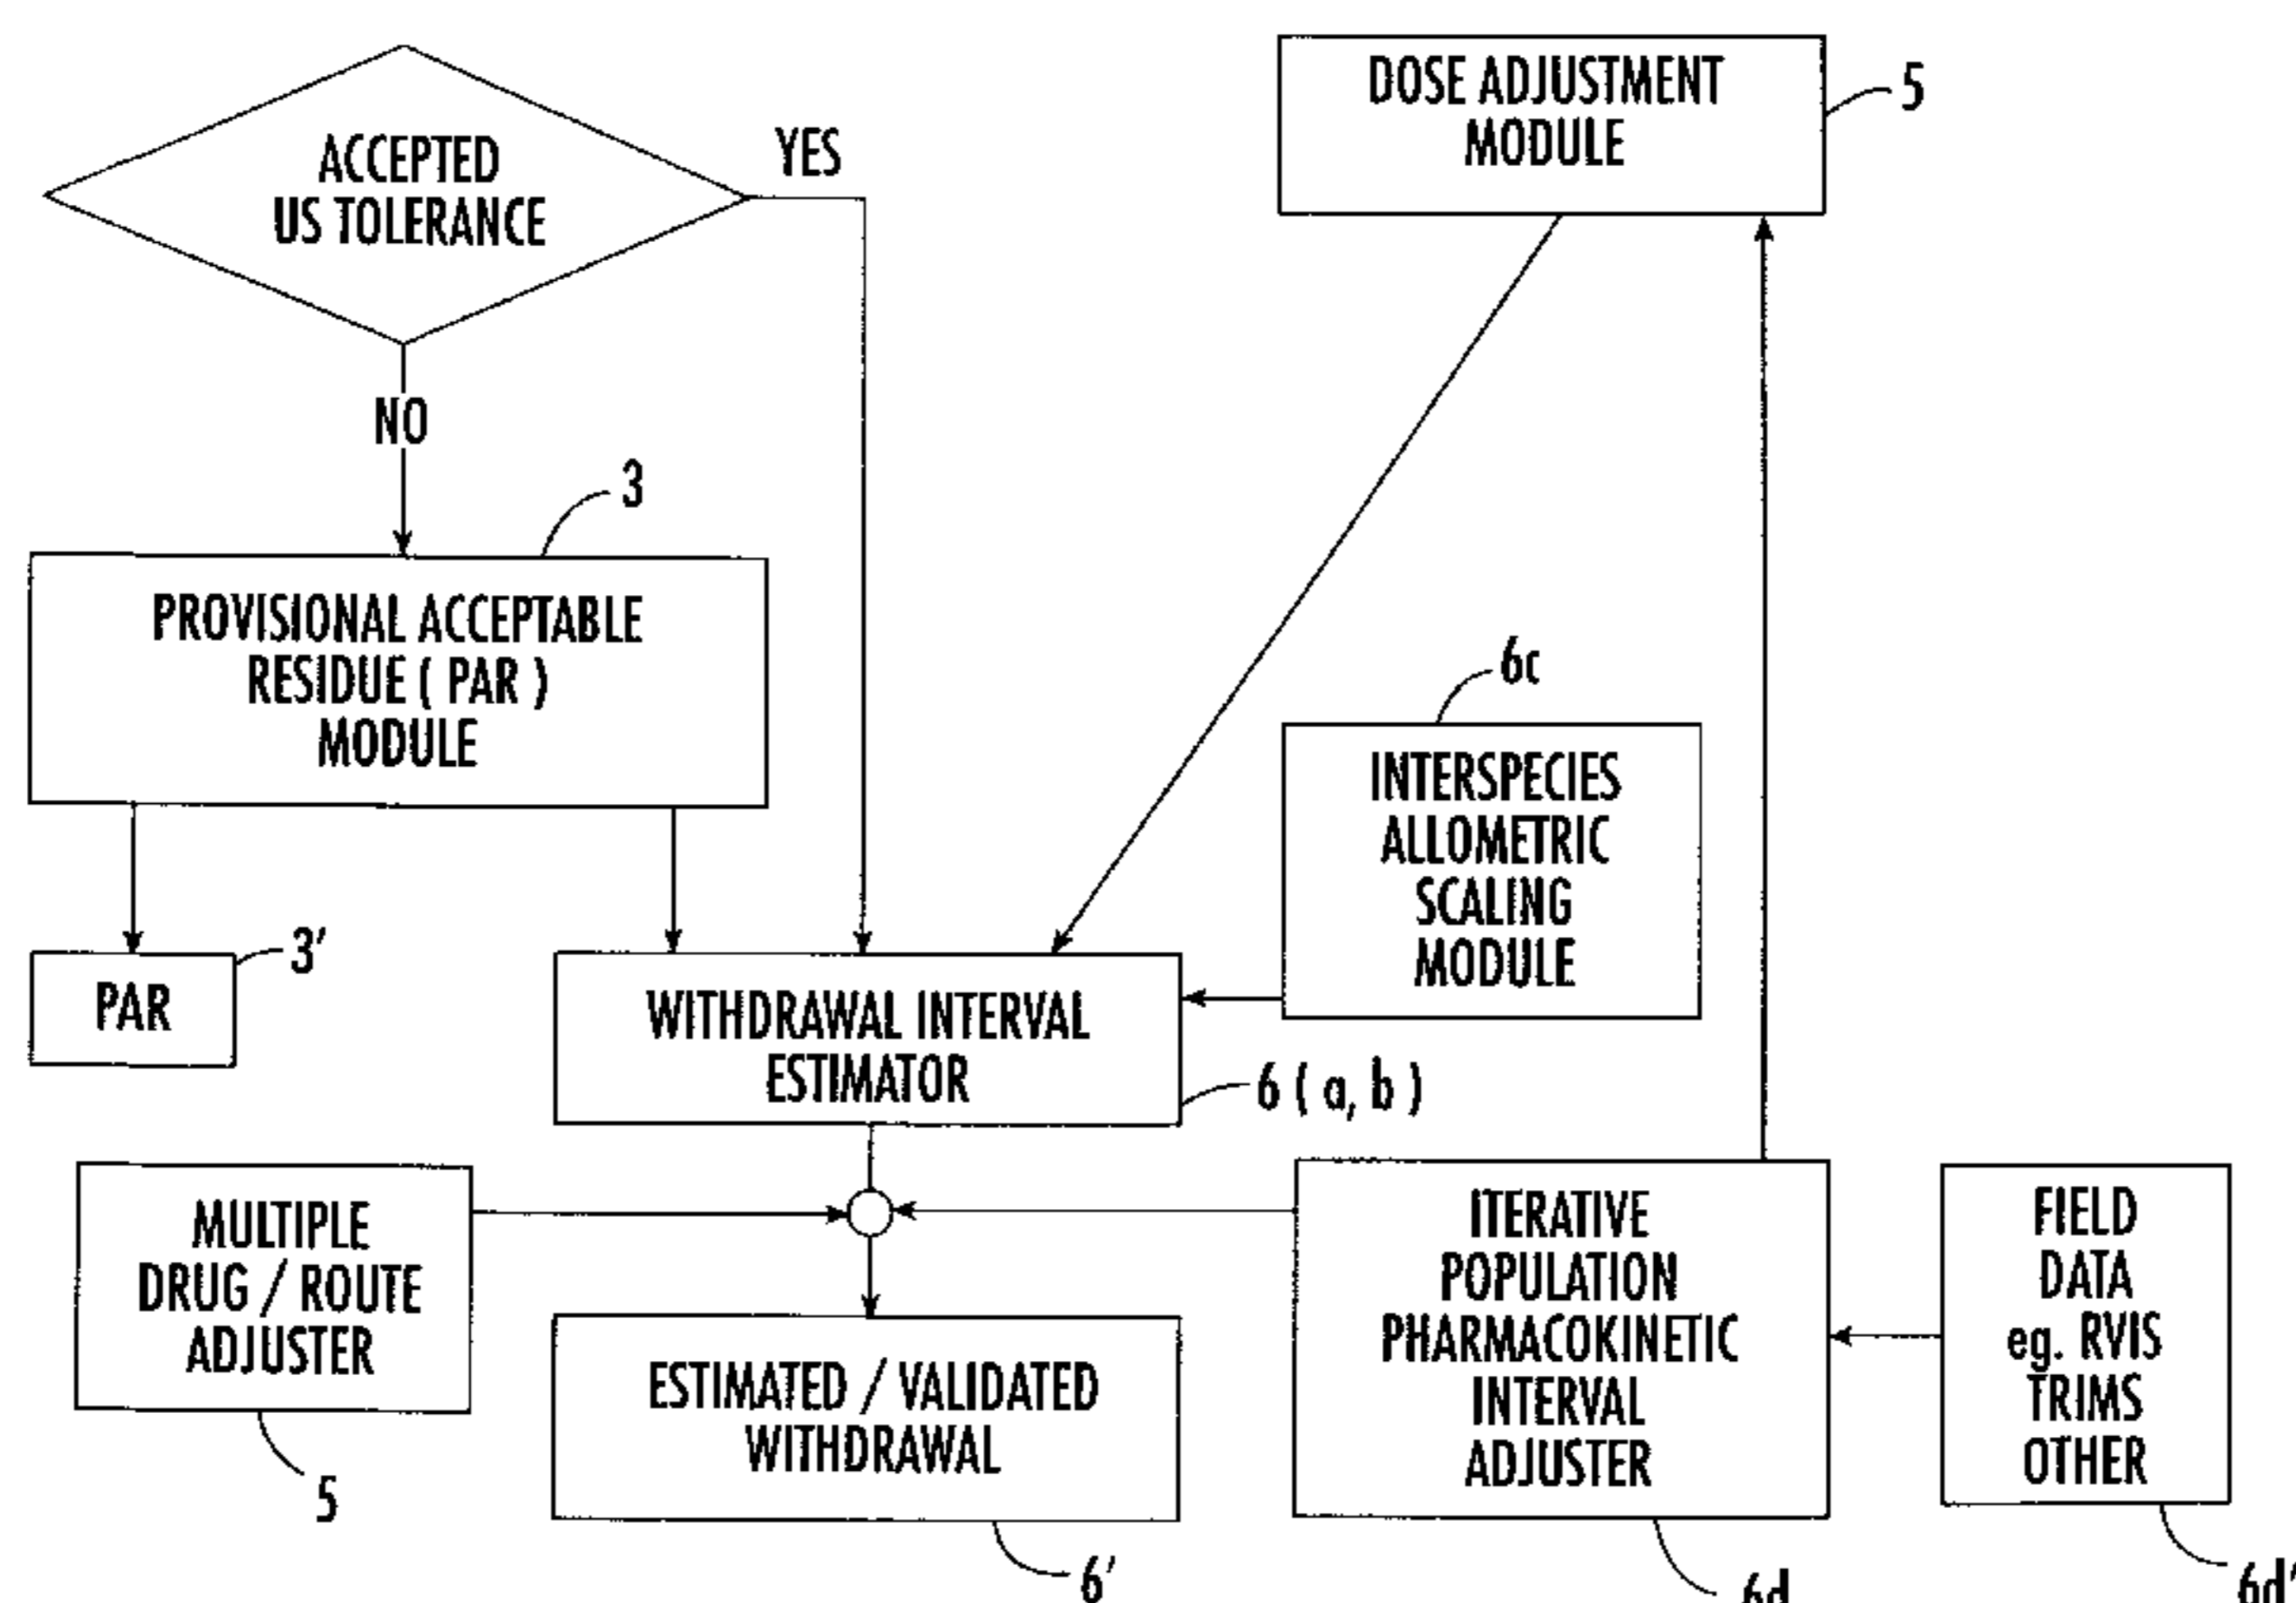 ACCEPTED
US TOLERANCE
YES
NO
DOSE ADJUSTMENT
MODULE
5
3
PROVISIONAL ACCEPTABLE
RESIDUE ( PAR )
MODULE
6c
INTERSPECIES
ALLOMETRIC
SCALING
MODULE
3'
PAR
WITHDRAWAL INTERVAL
ESTIMATOR
6 ( a, b )
MULTIPLE
DRUG / ROUTE
ADJUSTER
5
ESTIMATED / VALIDATED
WITHDRAWAL
6'
ITERATIVE
POPULATION
PHARMACOKINETIC
INTERVAL
ADJUSTER
6d
FIELD
DATA
eg. RVIS
TRIMS
OTHER
6d'